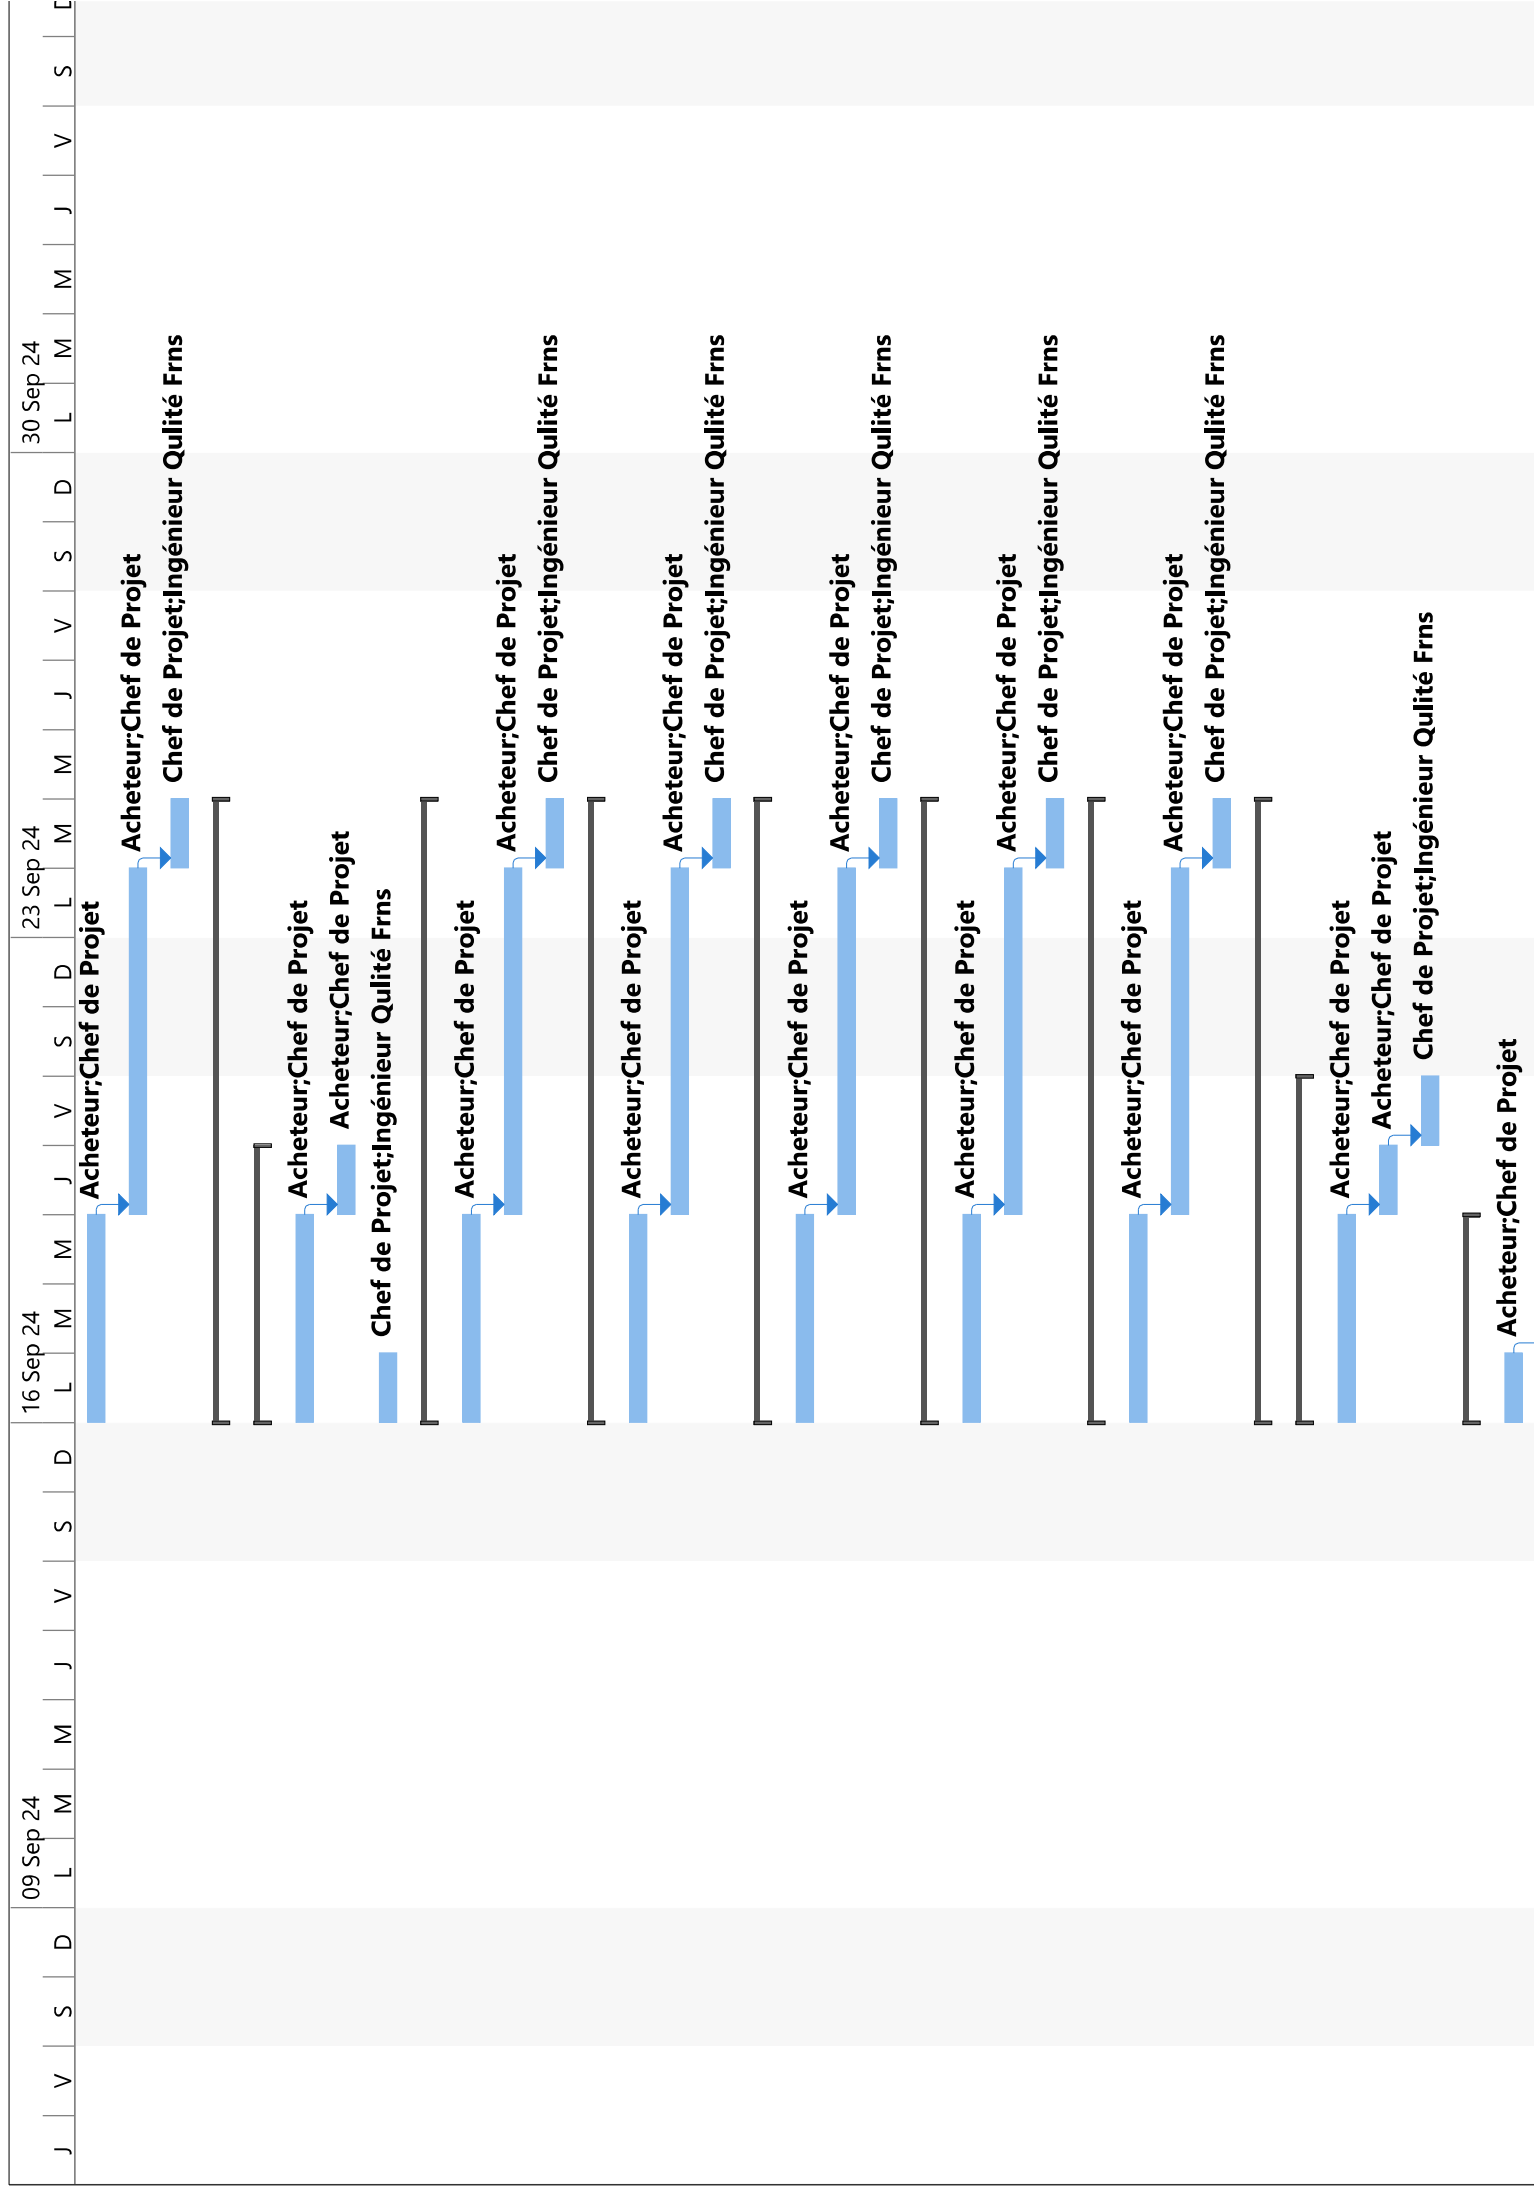 09 Sep 24 16 Sep 24 23 Sep 24 30 Sep 24
J V S D L M M J V S D L M M J V S D L M M J V S D L M M J V S
Acheteur;Chef de Projet
Acheteur;Chef de Projet
Chef de Projet;Ingénieur Qulité Frns
Acheteur;Chef de Projet
Acheteur;Chef de Projet
Chef de Projet;Ingénieur Qulité Frns
Acheteur;Chef de Projet
Acheteur;Chef de Projet
Chef de Projet;Ingénieur Qulité Frns
Acheteur;Chef de Projet
Acheteur;Chef de Projet
Chef de Projet;Ingénieur Qulité Frns
Acheteur;Chef de Projet
Acheteur;Chef de Projet
Chef de Projet;Ingénieur Qulité Frns
Acheteur;Chef de Projet
Acheteur;Chef de Projet
Chef de Projet;Ingénieur Qulité Frns
Acheteur;Chef de Projet
Acheteur;Chef de Projet
Chef de Projet;Ingénieur Qulité Frns
Acheteur;Chef de Projet
Acheteur;Chef de Projet
Chef de Projet;Ingénieur Qulité Frns
Acheteur;Chef de Projet